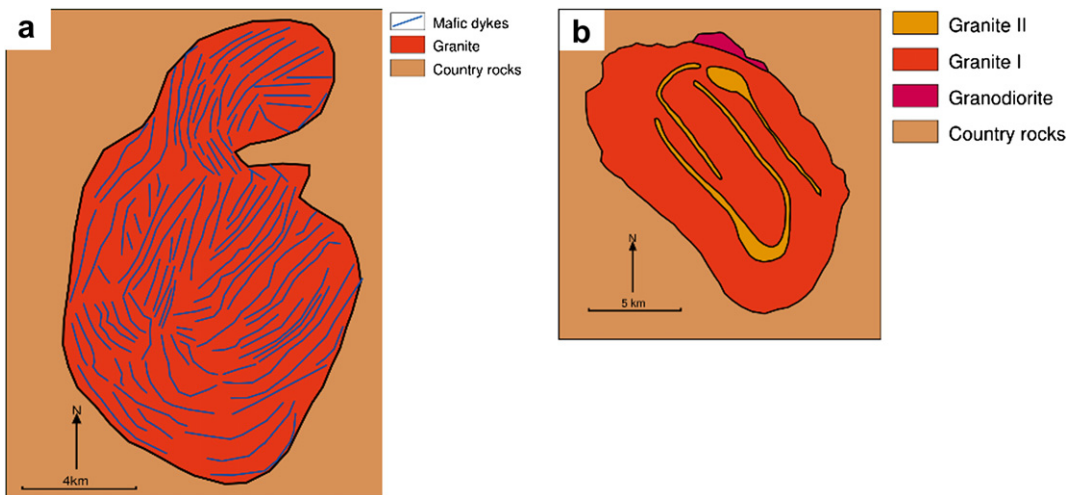 a
Mafic dykes
Granite
Country rocks
N
4km
b
Granite II
Granite I
Granodiorite
Country rocks
N
5 km